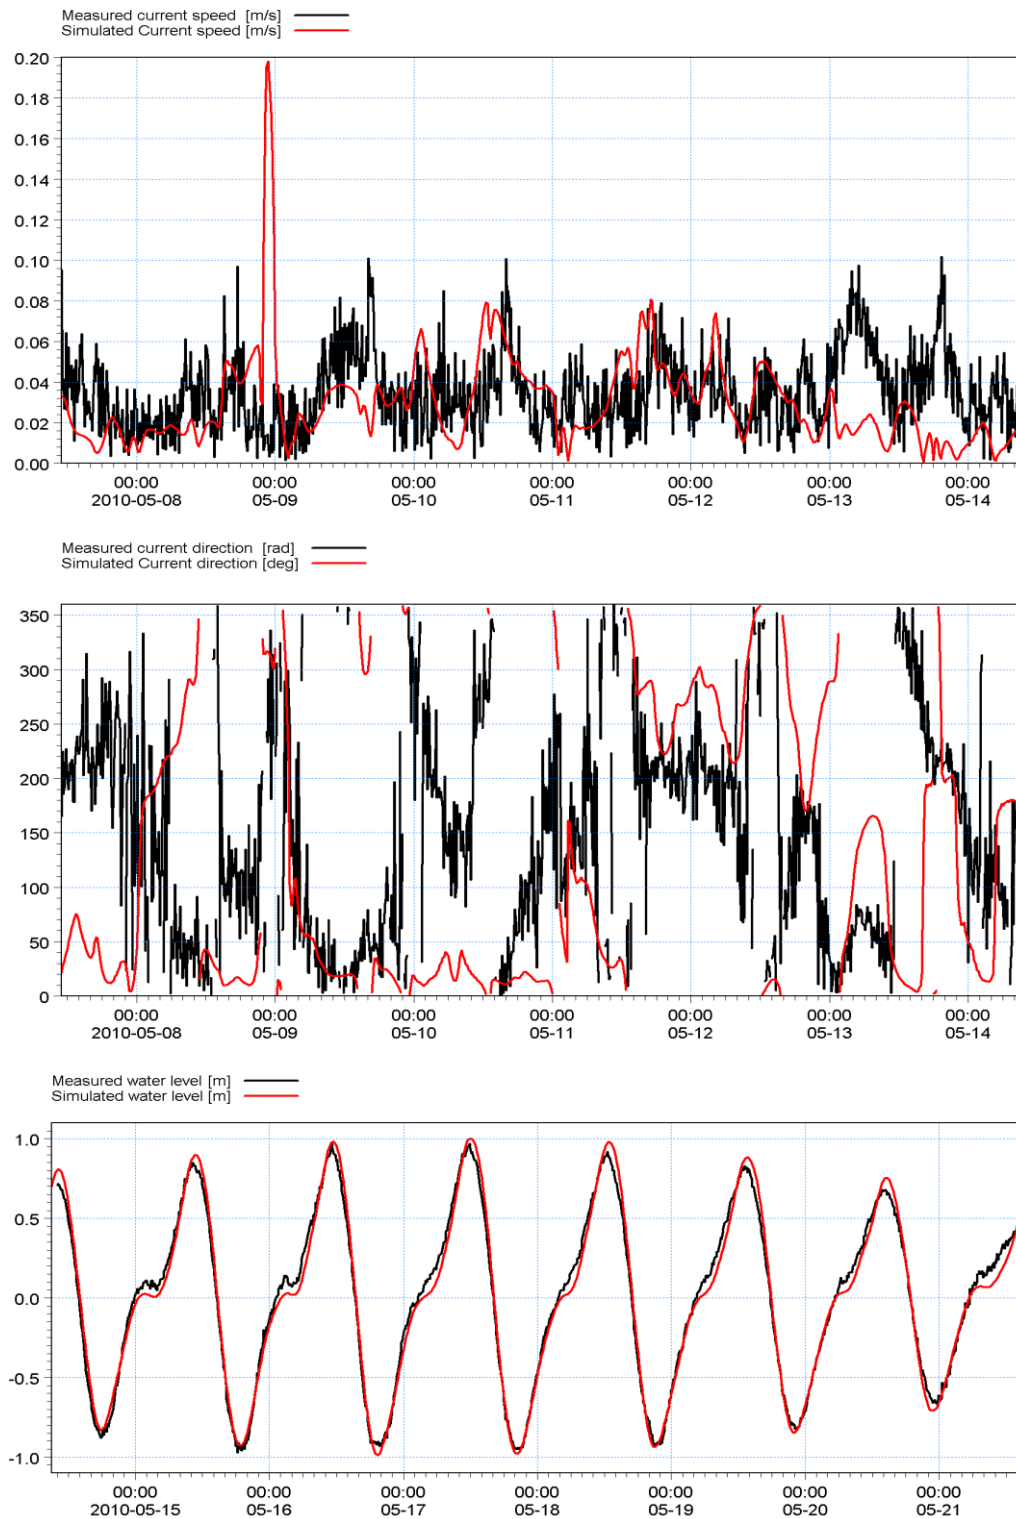 Measured current speed [m/s]
Simulated Current speed [m/s]
0.20
0.18
0.16
0.14
0.12
0.10
0.08
0.06
0.04
0.02
0.00
00:00 00:00 00:00 00:00 00:00 00:00 00:00
2010-05-08 05-09 05-10 05-11 05-12 05-13 05-14
Measured current direction [rad]
Simulated Current direction [deg]
350
300
250
200
150
100
50
0
00:00 00:00 00:00 00:00 00:00 00:00 00:00
2010-05-08 05-09 05-10 05-11 05-12 05-13 05-14
Measured water level [m]
Simulated water level [m]
1.0
0.5
0.0
-0.5
-1.0
00:00 00:00 00:00 00:00 00:00 00:00 00:00
2010-05-15 05-16 05-17 05-18 05-19 05-20 05-21